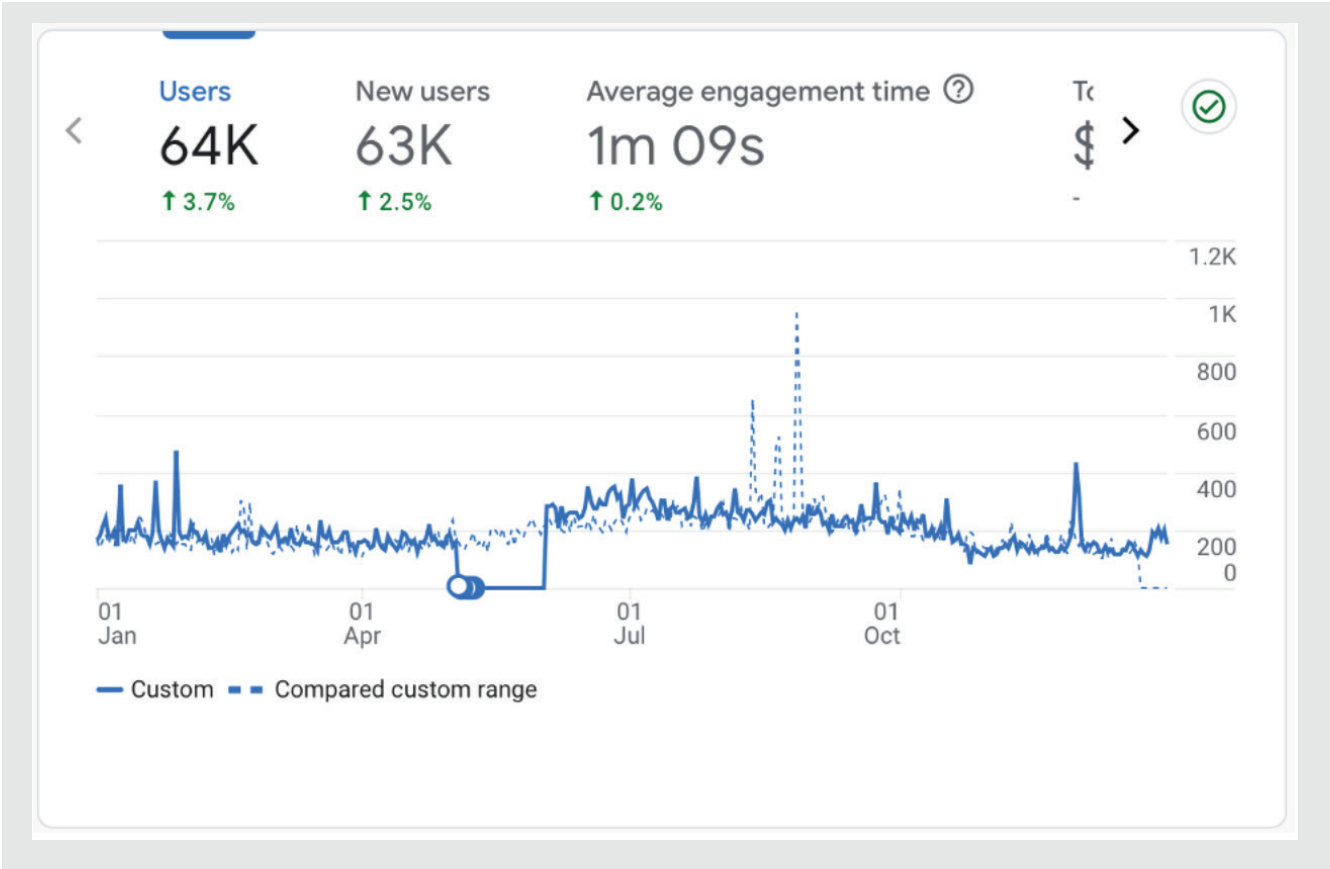 Users New users Average engagement time ? To
64K 63K 1m 09s $
↑ 3.7% ↑ 2.5% ↑ 0.2% -
1.2K
1K
800
600
400
200
0
01 01 01 01
Jan Apr Jul Oct
Custom Compared custom range